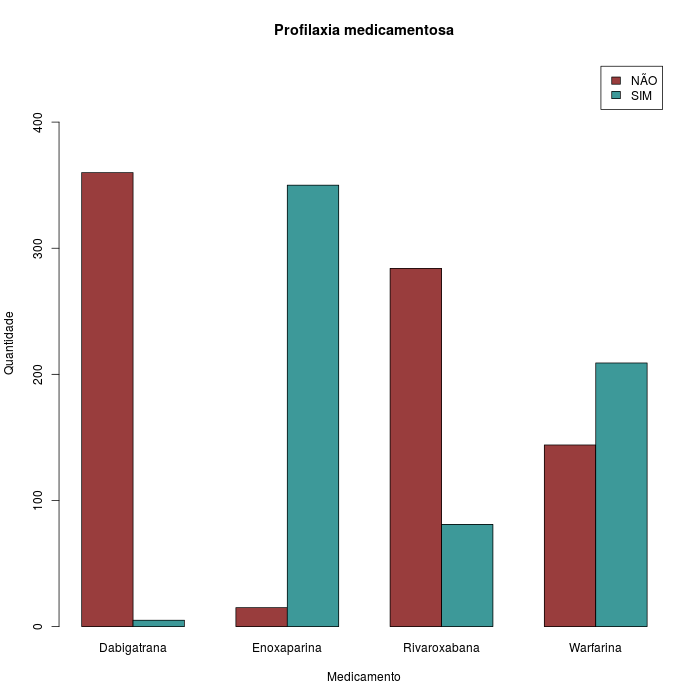 Profilaxia medicamentosa
NÃO
SIM
Quantidade
400
300
200
100
0
Dabigatrana
Enoxaparina
Rivaroxabana
Warfarina
Medicamento